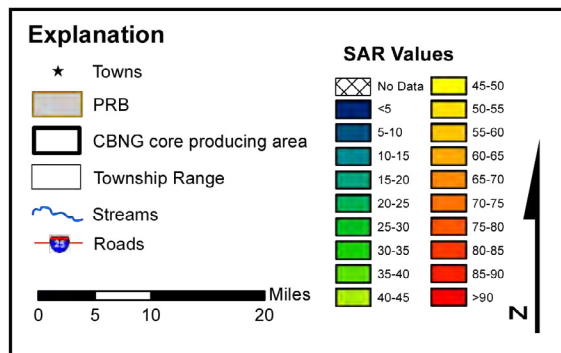 Explanation
Towns
PRB
CBNG core producing area
Township Range
Streams
25
Roads
Miles
0 5 10 20
SAR Values
No Data
<5
5-10
10-15
15-20
20-25
25-30
30-35
35-40
40-45
45-50
50-55
55-60
60-65
65-70
70-75
75-80
80-85
85-90
>90
N